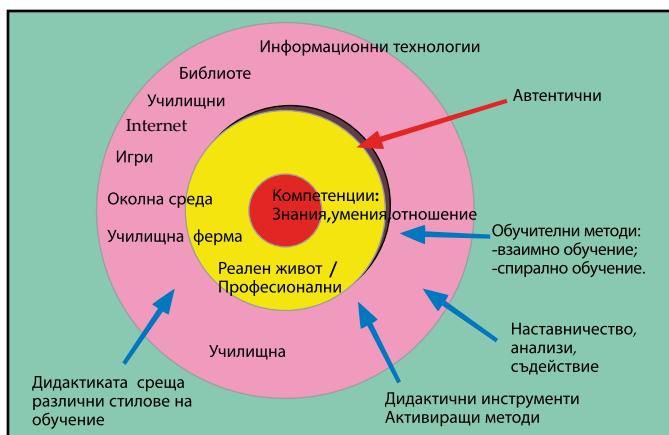 Информационни технологии
Библиоте
Училищни
Internet
Игри
Околна среда
Училищна ферма
Компетенции:
Знания,умения,отношение
Реален живот /
Професионални
Училищна
Автентични
Обучителни методи:
-взаимно обучение;
-спирално обучение.
Наставничество,
анализи,
съдействие
Дидактични инструменти
Активиращи методи
Дидактиката среща
различни стилове на
обучение